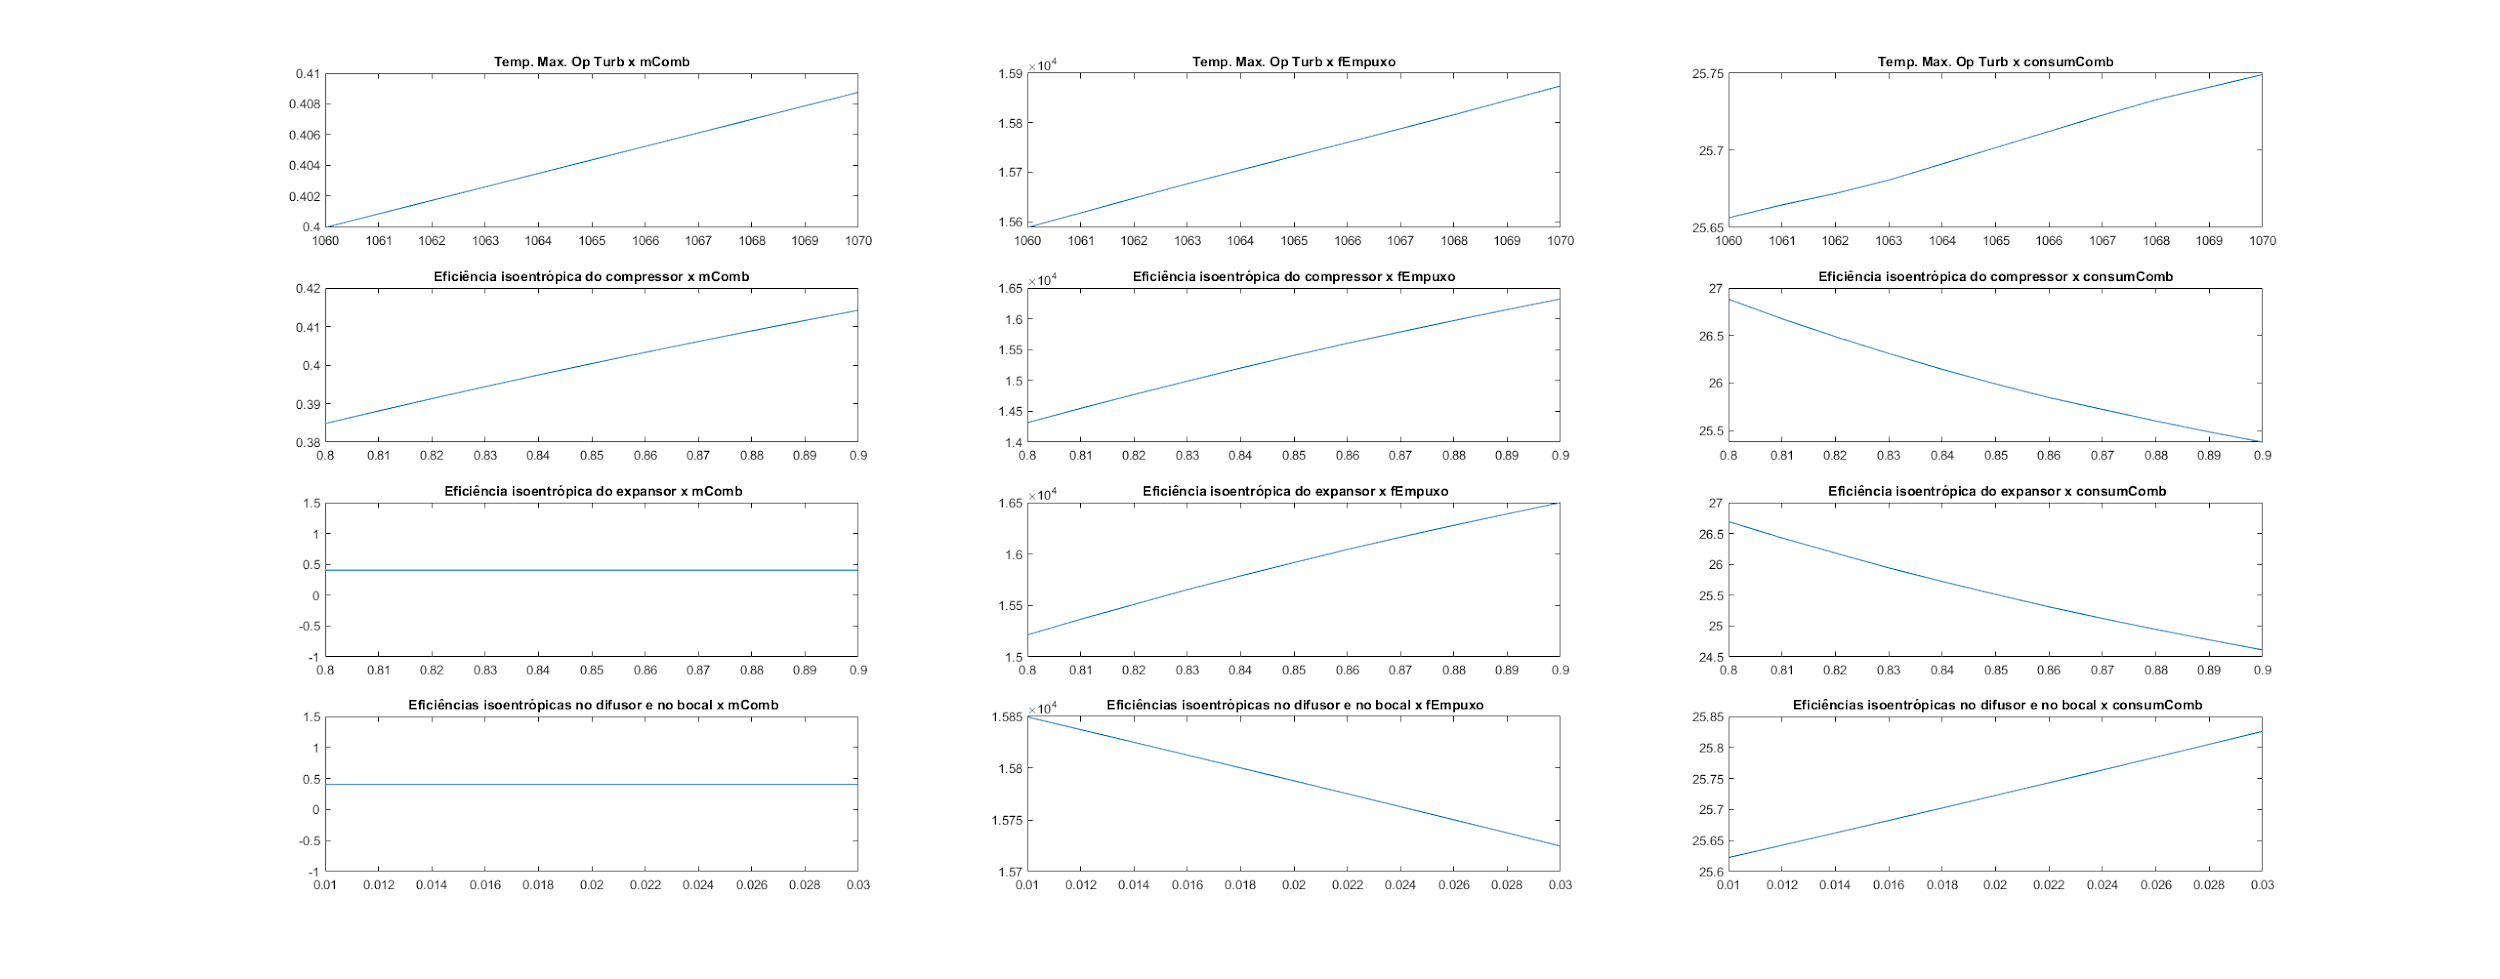 Temp. Max. Op Turb x mComb
0.41
0.408
0.406
0.404
0.402
0.4
1060 1061 1062 1063 1064 1065 1066 1067 1068 1069 1070
Temp. Max. Op Turb x fEmpuxo
×10⁴
1.59
1.58
1.57
1.56
1060 1061 1062 1063 1064 1065 1066 1067 1068 1069 1070
Temp. Max. Op Turb x consumComb
25.75
25.7
25.65
1060 1061 1062 1063 1064 1065 1066 1067 1068 1069 1070
Eficiência isoentrópica do compressor x mComb
0.42
0.41
0.4
0.39
0.38
0.8 0.81 0.82 0.83 0.84 0.85 0.86 0.87 0.88 0.89 0.9
Eficiência isoentrópica do compressor x fEmpuxo
×10⁴
1.65
1.6
1.55
1.5
1.45
1.4
0.8 0.81 0.82 0.83 0.84 0.85 0.86 0.87 0.88 0.89 0.9
Eficiência isoentrópica do compressor x consumComb
27
26.5
26
25.5
0.8 0.81 0.82 0.83 0.84 0.85 0.86 0.87 0.88 0.89 0.9
Eficiência isoentrópica do expansor x mComb
1.5
1
0.5
0
-0.5
-1
0.8 0.81 0.82 0.83 0.84 0.85 0.86 0.87 0.88 0.89 0.9
Eficiência isoentrópica do expansor x fEmpuxo
×10⁴
1.65
1.6
1.55
1.5
0.8 0.81 0.82 0.83 0.84 0.85 0.86 0.87 0.88 0.89 0.9
Eficiência isoentrópica do expansor x consumComb
27
26.5
26
25.5
25
24.5
0.8 0.81 0.82 0.83 0.84 0.85 0.86 0.87 0.88 0.89 0.9
Eficiências isoentrópicas no difusor e no bocal x mComb
1.5
1
0.5
0
-0.5
-1
0.01 0.012 0.014 0.016 0.018 0.02 0.022 0.024 0.026 0.028 0.03
Eficiências isoentrópicas no difusor e no bocal x fEmpuxo
×10⁴
1.585
1.58
1.575
1.57
0.01 0.012 0.014 0.016 0.018 0.02 0.022 0.024 0.026 0.028 0.03
Eficiências isoentrópicas no difusor e no bocal x consumComb
25.85
25.8
25.75
25.7
25.65
25.6
0.01 0.012 0.014 0.016 0.018 0.02 0.022 0.024 0.026 0.028 0.03